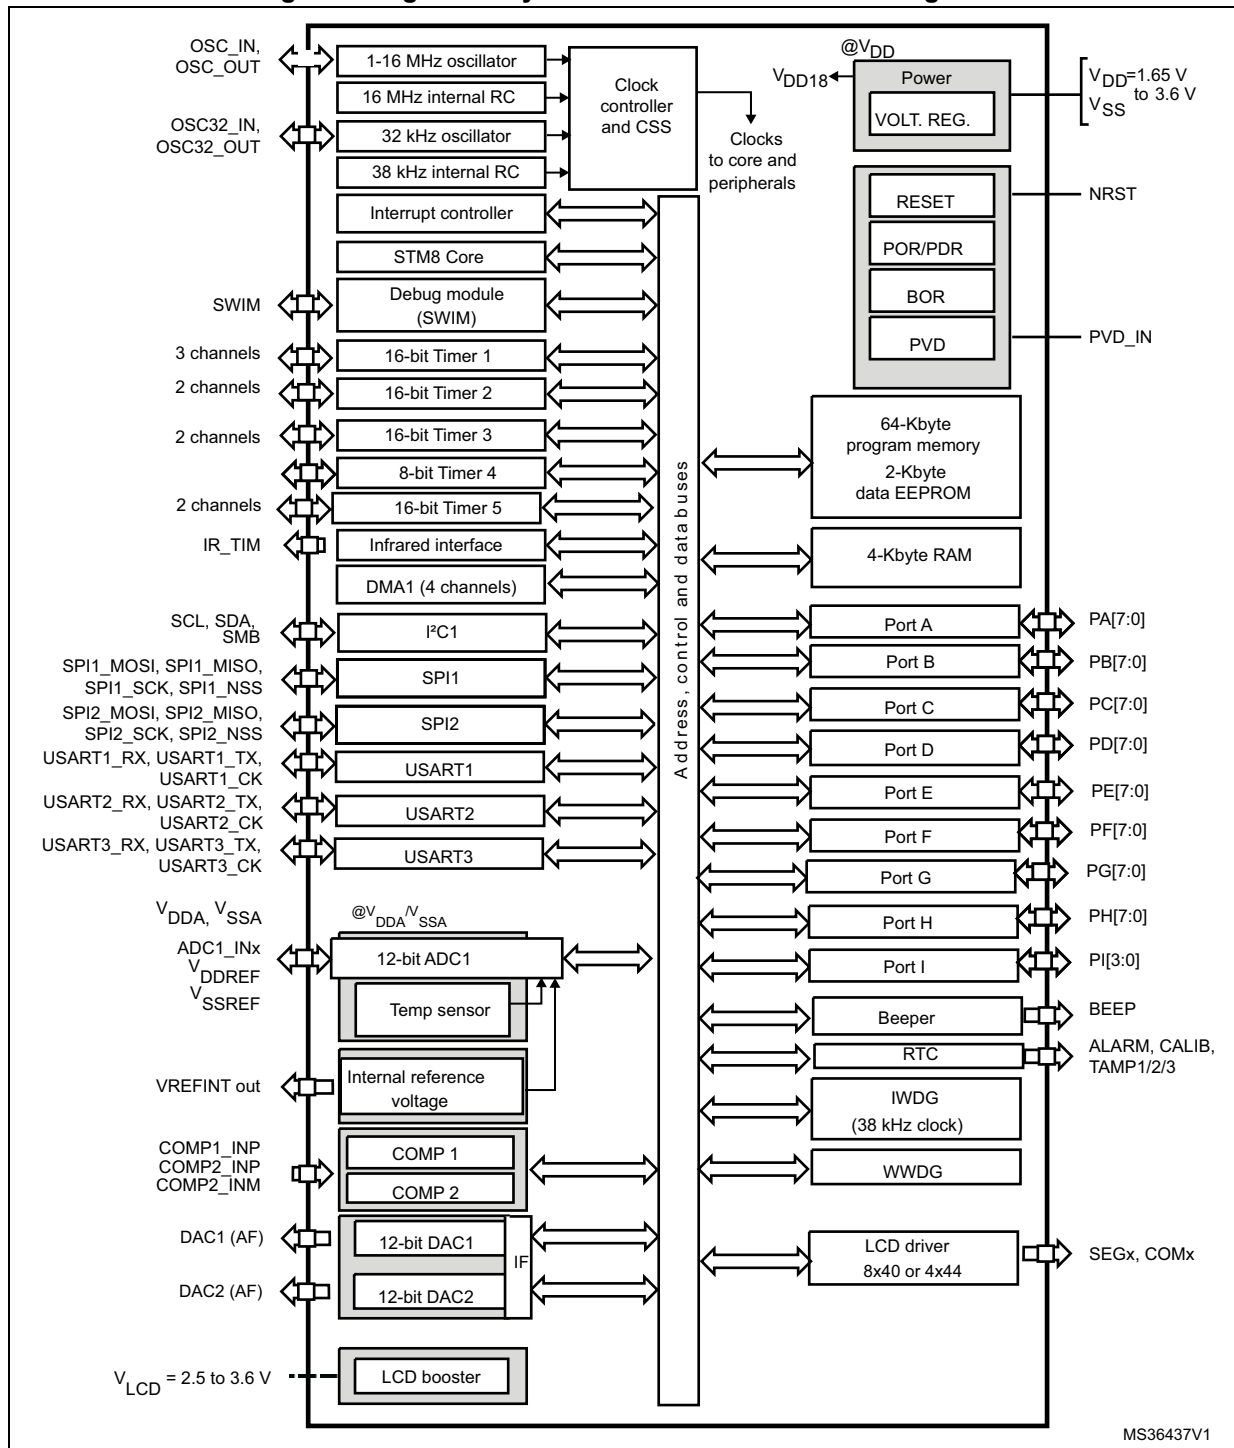 OSC_IN,
OSC_OUT
1-16 MHz oscillator
16 MHz internal RC
OSC32_IN,
OSC32_OUT
32 kHz oscillator
38 kHz internal RC
Clock
controller
and CSS
Clocks
to core and
peripherals
@VDD
VDD18
Power
VOLT. REG.
VDD=1.65 V
to 3.6 V
VSS
RESET
NRST
POR/PDR
BOR
PVD
PVD_IN
Interrupt controller
STM8 Core
SWIM
Debug module
(SWIM)
3 channels
16-bit Timer 1
2 channels
16-bit Timer 2
2 channels
16-bit Timer 3
8-bit Timer 4
2 channels
16-bit Timer 5
IR_TIM
Infrared interface
DMA1 (4 channels)
SCL, SDA,
SMB
I²C1
SPI1_MOSI, SPI1_MISO,
SPI1_SCK, SPI1_NSS
SPI1
SPI2_MOSI, SPI2_MISO,
SPI2_SCK, SPI2_NSS
SPI2
USART1_RX, USART1_TX,
USART1_CK
USART1
USART2_RX, USART2_TX,
USART2_CK
USART2
USART3_RX, USART3_TX,
USART3_CK
USART3
VDDA, VSSA
@VDDA/VSSA
ADC1_INx
VDDREF
VSSREF
12-bit ADC1
Temp sensor
VREFINT out
Internal reference
voltage
COMP1_INP
COMP2_INP
COMP2_INM
COMP 1
COMP 2
DAC1 (AF)
12-bit DAC1
IF
DAC2 (AF)
12-bit DAC2
VLCD = 2.5 to 3.6 V
LCD booster
Address, control and data buses
64-Kbyte
program memory
2-Kbyte
data EEPROM
4-Kbyte RAM
Port A
PA[7:0]
Port B
PB[7:0]
Port C
PC[7:0]
Port D
PD[7:0]
Port E
PE[7:0]
Port F
PF[7:0]
Port G
PG[7:0]
Port H
PH[7:0]
Port I
PI[3:0]
Beeper
BEEP
RTC
ALARM, CALIB,
TAMP1/2/3
IWDG
(38 kHz clock)
WWDG
LCD driver
8x40 or 4x44
SEGx, COMx
MS36437V1